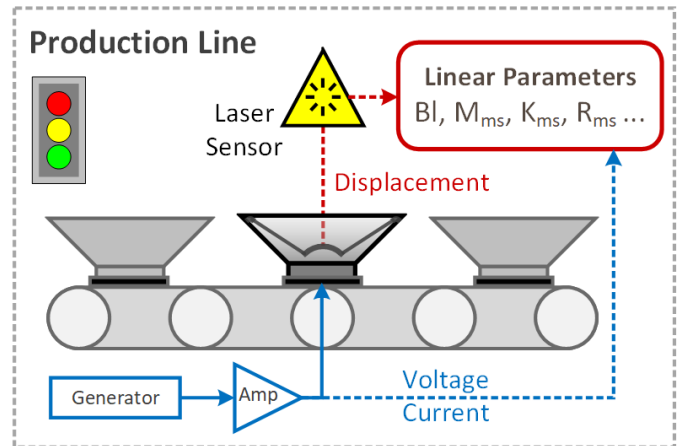 Production Line
Laser
Sensor
Linear Parameters
Bl, Mms, Kms, Rms ...
Displacement
Generator
Amp
Voltage
Current